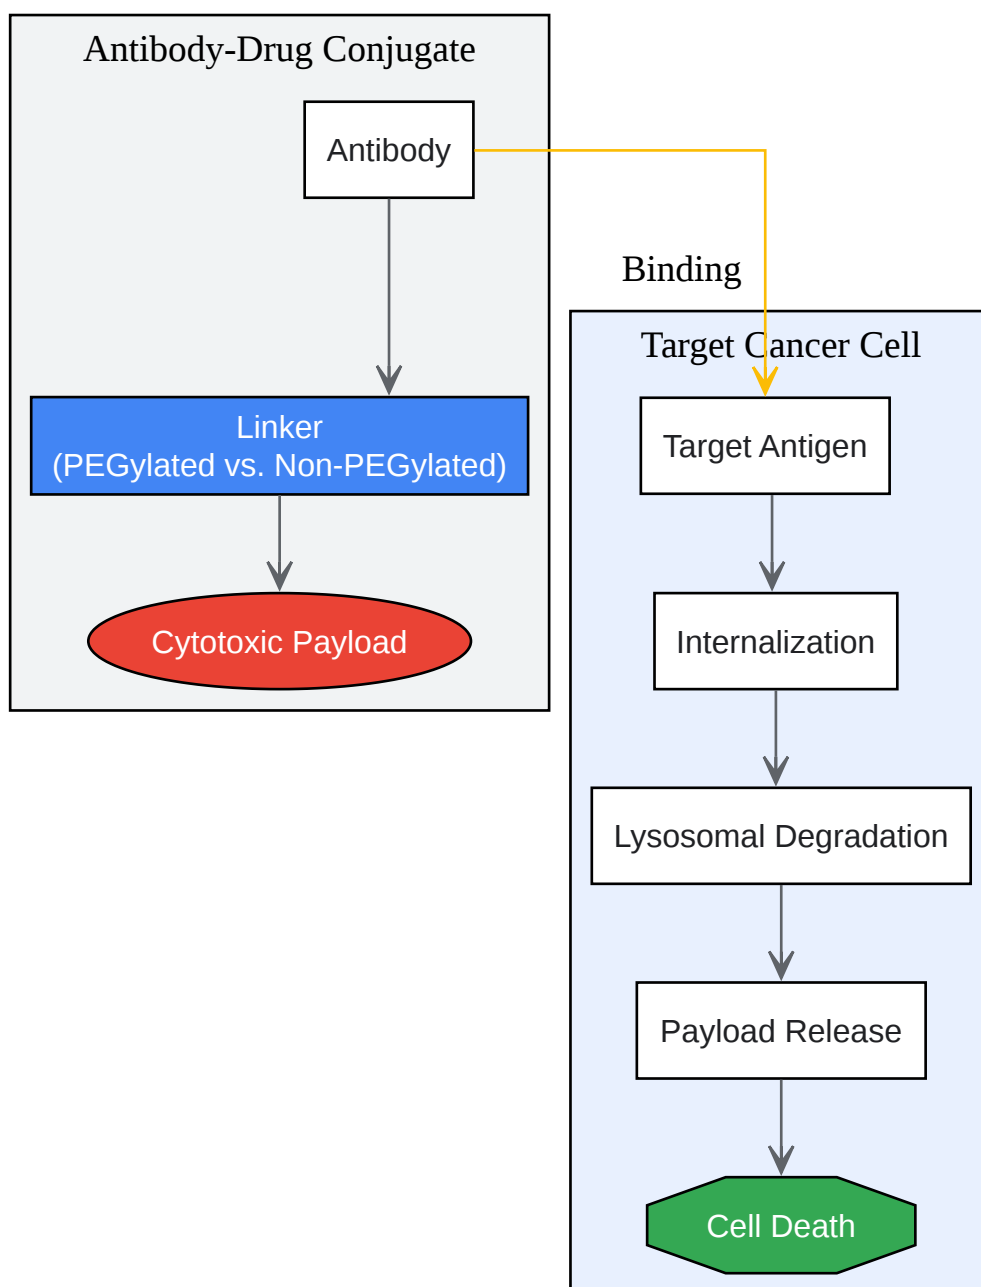 Antibody-Drug Conjugate
Antibody
Binding
Target Cancer Cell
Linker
(PEGylated vs. Non-PEGylated)
Target Antigen
Cytotoxic Payload
Internalization
Lysosomal Degradation
Payload Release
Cell Death